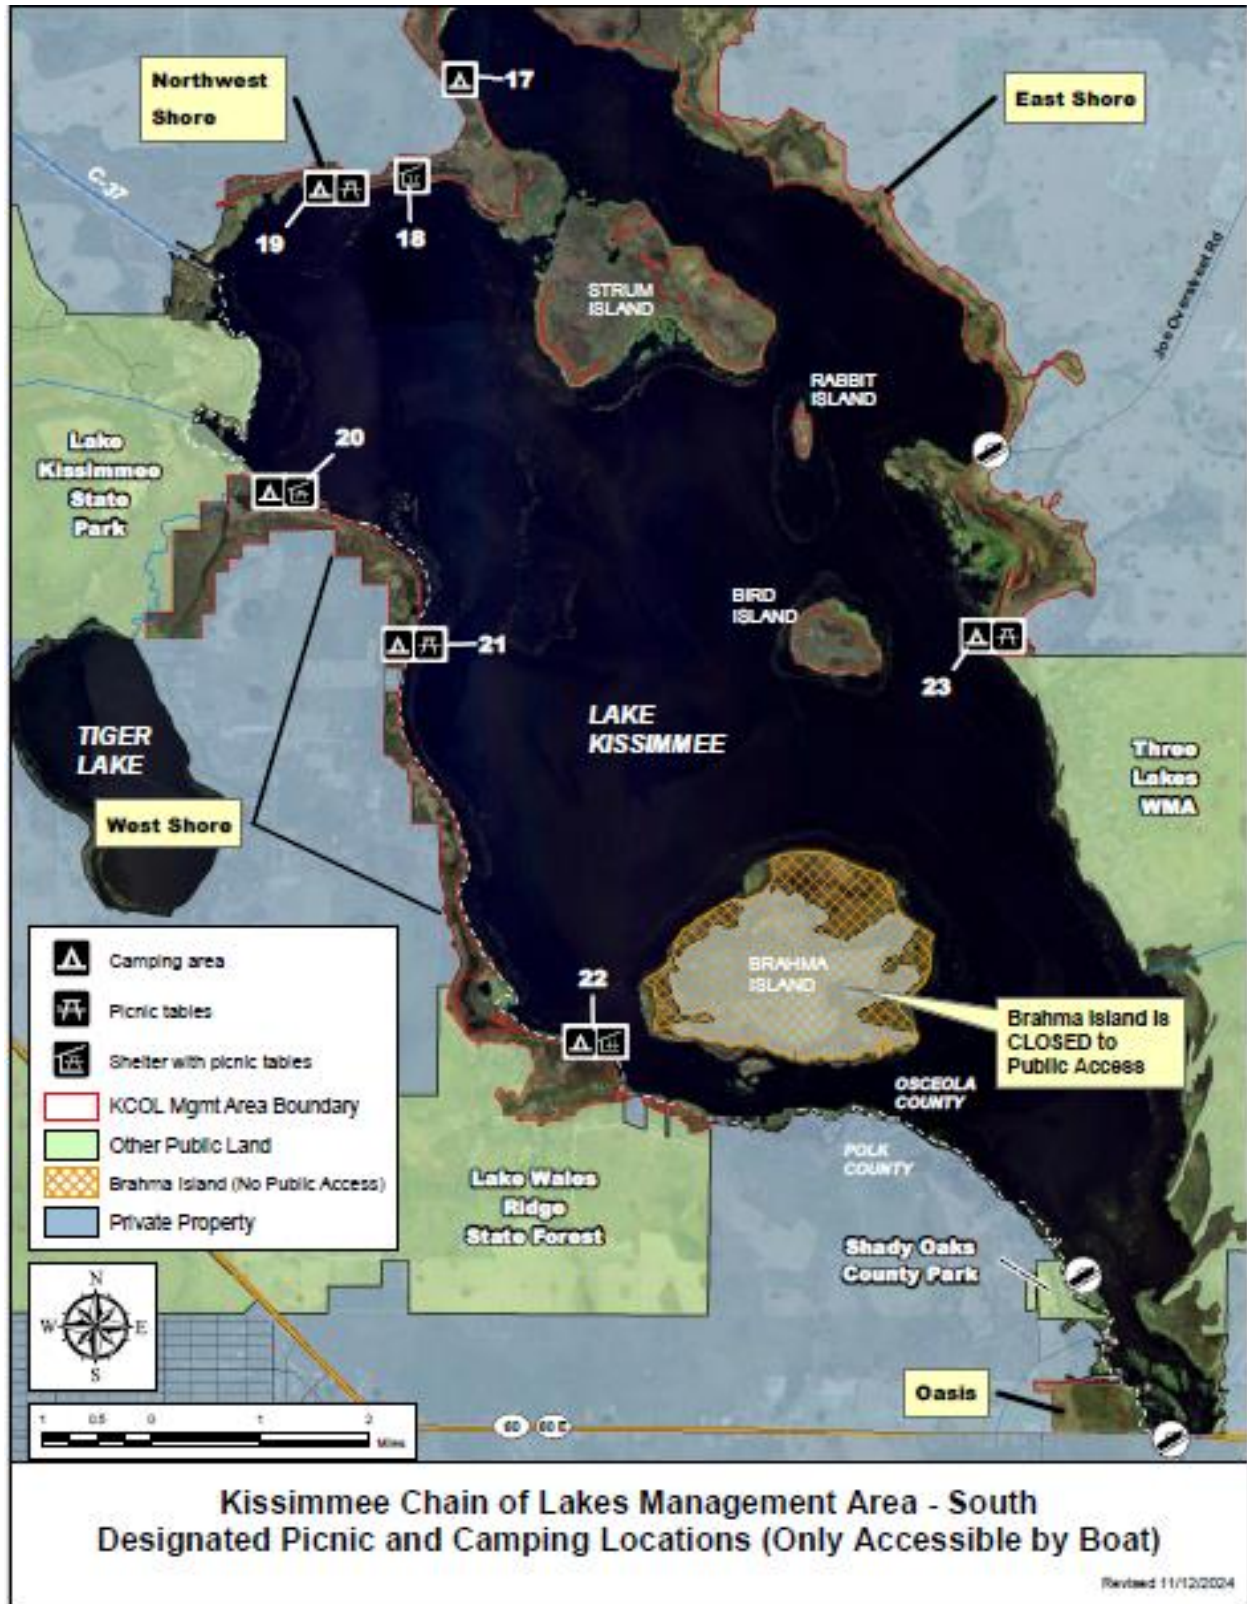 17
Northwest
Shore
East Shore
C-37
19
18
Joe Overstreet Rd
STRUM
ISLAND
RABBIT
ISLAND
20
Lake
Kissimmee
State
Park
BIRD
ISLAND
21
23
LAKE
KISSIMMEE
TIGER
LAKE
Three
Lakes
WMA
West Shore
Camping area
Picnic tables
Shelter with picnic tables
KCOL Mgmt Area Boundary
Other Public Land
Brahma Island (No Public Access)
Private Property
22
BRAHMA
ISLAND
Brahma Island is
CLOSED to
Public Access
OSCEOLA
COUNTY
POLK
COUNTY
Lake Wales
Ridge
State Forest
Shady Oaks
County Park
N
W E
S
Oasis
1 0.5 0 1 2
Miles
60 60 E
Kissimmee Chain of Lakes Management Area - South
Designated Picnic and Camping Locations (Only Accessible by Boat)
Revised 11/12/2024